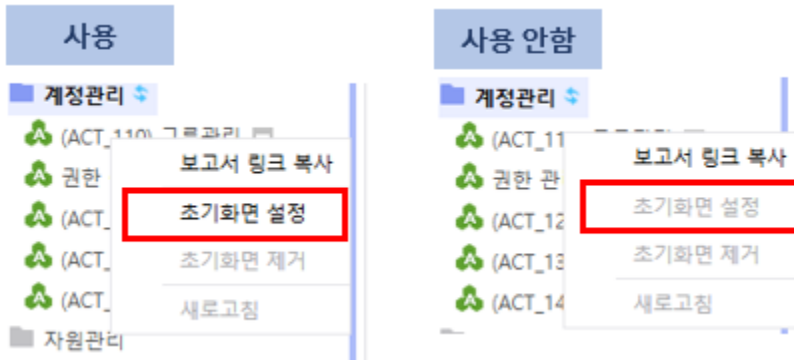 사용
계정관리
(ACT_110) 그룹관리
권한
(ACT_
(ACT_
(ACT_
자원관리
보고서 링크 복사
초기화면 설정
초기화면 제거
새로고침
사용 안함
계정관리
(ACT_11
권한 관
(ACT_12
(ACT_13
(ACT_14
보고서 링크 복사
초기화면 설정
초기화면 제거
새로고침